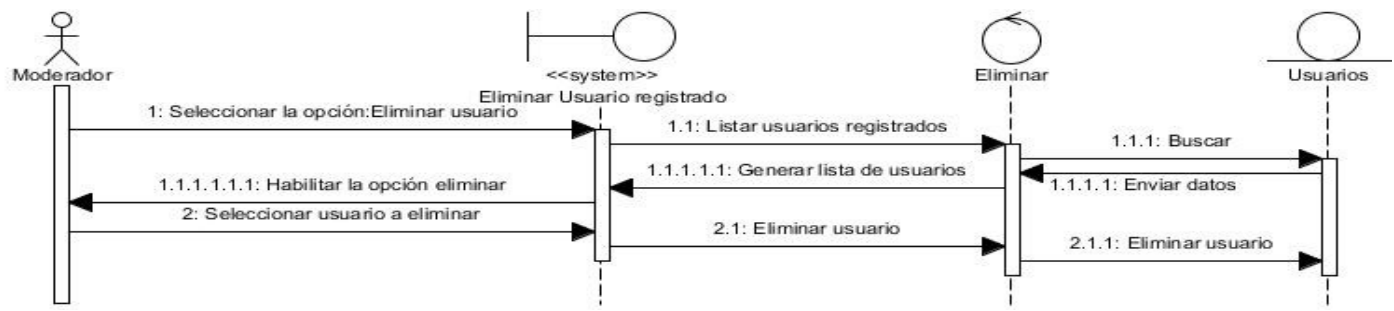 Moderador
<<system>>
Eliminar Usuario registrado
Eliminar
Usuarios
1: Seleccionar la opción:Eliminar usuario
1.1: Listar usuarios registrados
1.1.1: Buscar
1.1.1.1: Enviar datos
1.1.1.1.1: Generar lista de usuarios
1.1.1.1.1.1: Habilitar la opción eliminar
2: Seleccionar usuario a eliminar
2.1: Eliminar usuario
2.1.1: Eliminar usuario